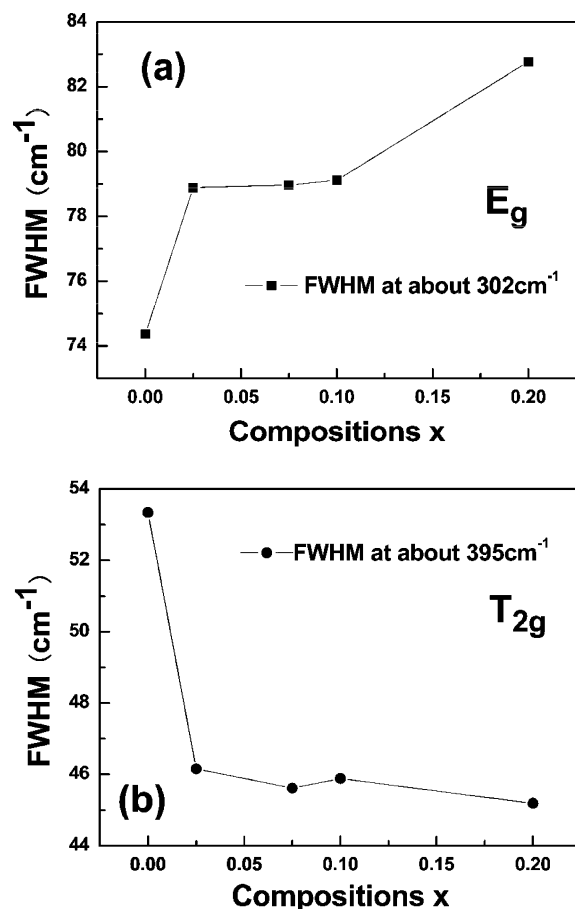 (a)
84
82
80
78
76
74
FWHM (cm⁻¹)
E_g
FWHM at about 302cm⁻¹
0.00 0.05 0.10 0.15 0.20
Compositions x
54
52
50
48
46
44
FWHM (cm⁻¹)
FWHM at about 395cm⁻¹
T_2g
(b)
0.00 0.05 0.10 0.15 0.20
Compositions x